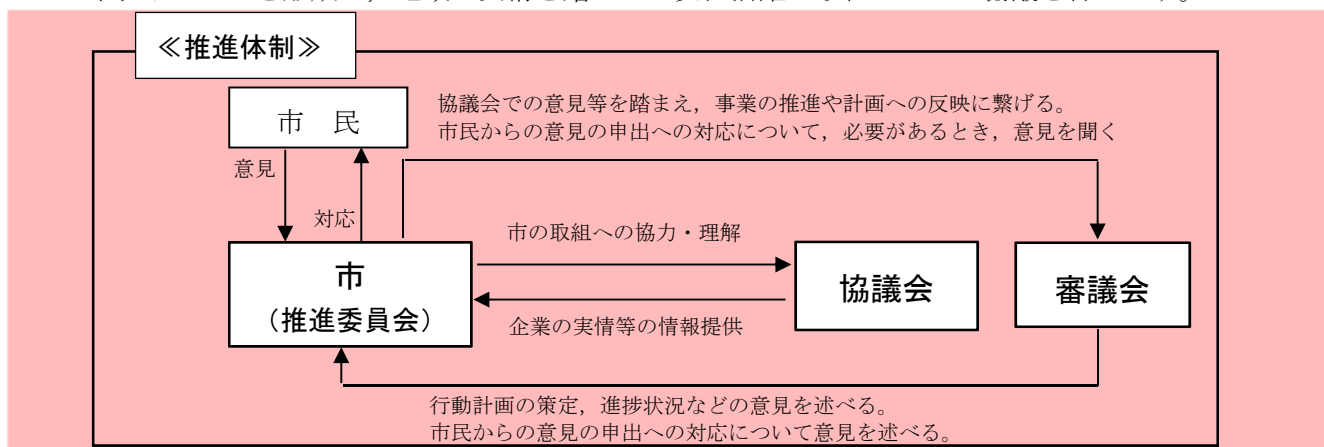 ≪推進体制≫
市　民
協議会での意見等を踏まえ，事業の推進や計画への反映に繋げる。
市民からの意見の申出への対応について，必要があるとき，意見を聞く
意見
対応
市の取組への協力・理解
市
（推進委員会）
協議会
審議会
企業の実情等の情報提供
行動計画の策定，進捗状況などの意見を述べる。
市民からの意見の申出への対応について意見を述べる。